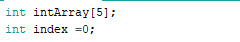 int intArray[5];
int index =0;